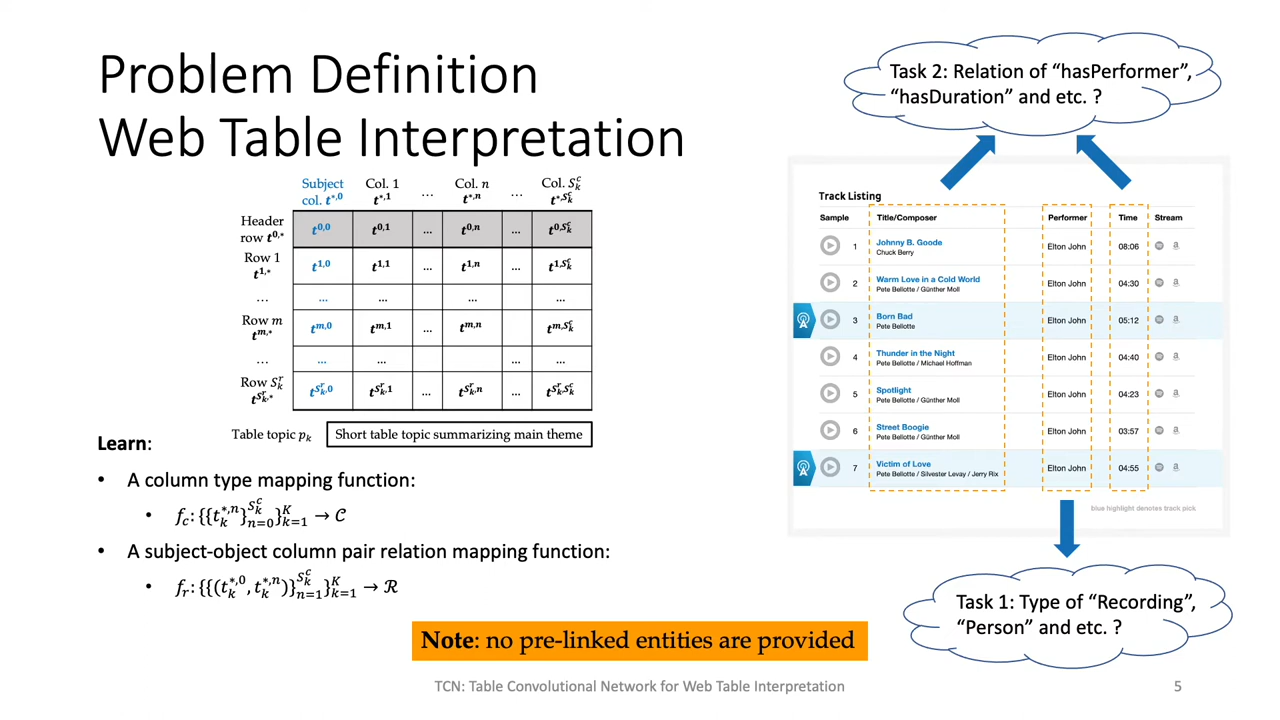 Problem Definition
Web Table Interpretation
Subject col. t*,0 Col. 1 t*,1 ... Col. n t*,n ... Col. S_k^c t*,S_k^c
Header row t0,* t0,0 t0,1 ... t0,n ... t0,S_k^c
Row 1 t1,* t1,0 t1,1 ... t1,n ... t1,S_k^c
... ... ... ... ...
Row m t^m,* t^m,0 t^m,1 ... t^m,n t^m,S_k^c
... ... ... ... ...
Row S_k^r t^S_k^r,* t^S_k^r,0 t^S_k^r,1 ... t^S_k^r,n ... t^S_k^r,S_k^c
Table topic p_k Short table topic summarizing main theme
Learn:
• A column type mapping function:
• f_c: {{t_k^{*,n}}_{n=0}^{S_k^c}}_{k=1}^K → 𝒞
• A subject-object column pair relation mapping function:
• f_r: {{(t_k^{*,0}, t_k^{*,n})}_{n=1}^{S_k^c}}_{k=1}^K → ℛ
Task 2: Relation of “hasPerformer”,
“hasDuration” and etc. ?
Track Listing
Sample Title/Composer Performer Time Stream
1 Johnny B. Goode Elton John 08:06
Chuck Berry
2 Warm Love in a Cold World Elton John 04:30
Pete Bellotte / Günther Moll
3 Born Bad Elton John 05:12
Pete Bellotte
4 Thunder in the Night Elton John 04:40
Pete Bellotte / Michael Hoffman
5 Spotlight Elton John 04:23
Pete Bellotte / Günther Moll
6 Street Boogie Elton John 03:57
Pete Bellotte / Günther Moll
7 Victim of Love Elton John 04:55
Pete Bellotte / Silvester Levay / Jerry Rix
blue highlight denotes track pick
Task 1: Type of “Recording”,
“Person” and etc. ?
Note: no pre-linked entities are provided
TCN: Table Convolutional Network for Web Table Interpretation
5